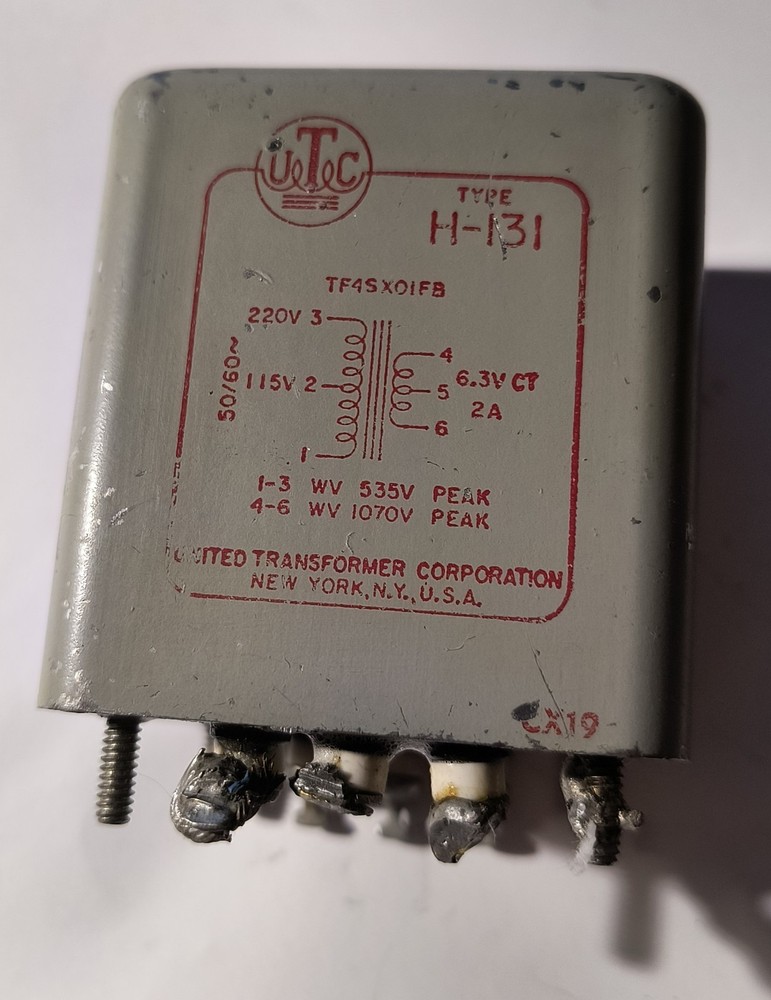 UTC
TYPE
H-131
TF4SX01FB
220V 3
4
50/60~
115V 2
5
6.3V CT
2A
6
1
1-3 WV 535V PEAK
4-6 WV 1070V PEAK
UNITED TRANSFORMER CORPORATION
NEW YORK, N.Y., U.S.A.
CX19